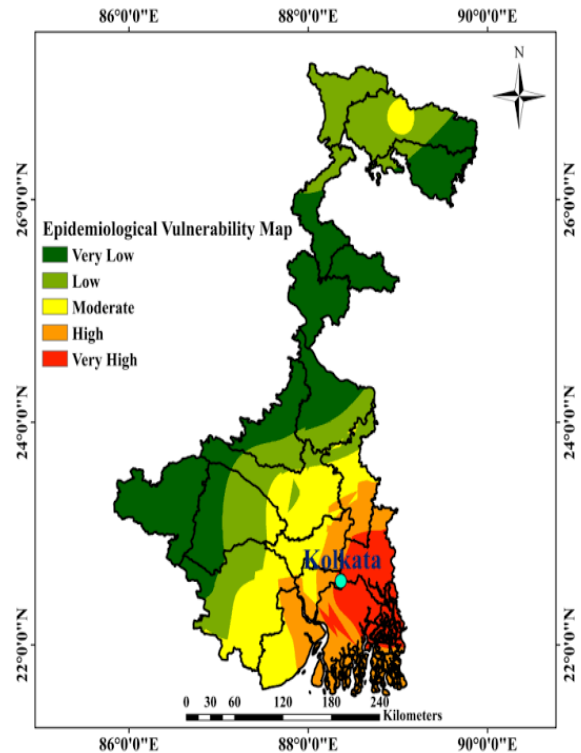 86°0'0"E 88°0'0"E 90°0'0"E
N
26°0'0"N 26°0'0"N
Epidemiological Vulnerability Map
Very Low
Low
Moderate
High
Very High
24°0'0"N 24°0'0"N
Kolkata
22°0'0"N 22°0'0"N
0 30 60 120 180 240
Kilometers
86°0'0"E 88°0'0"E 90°0'0"E